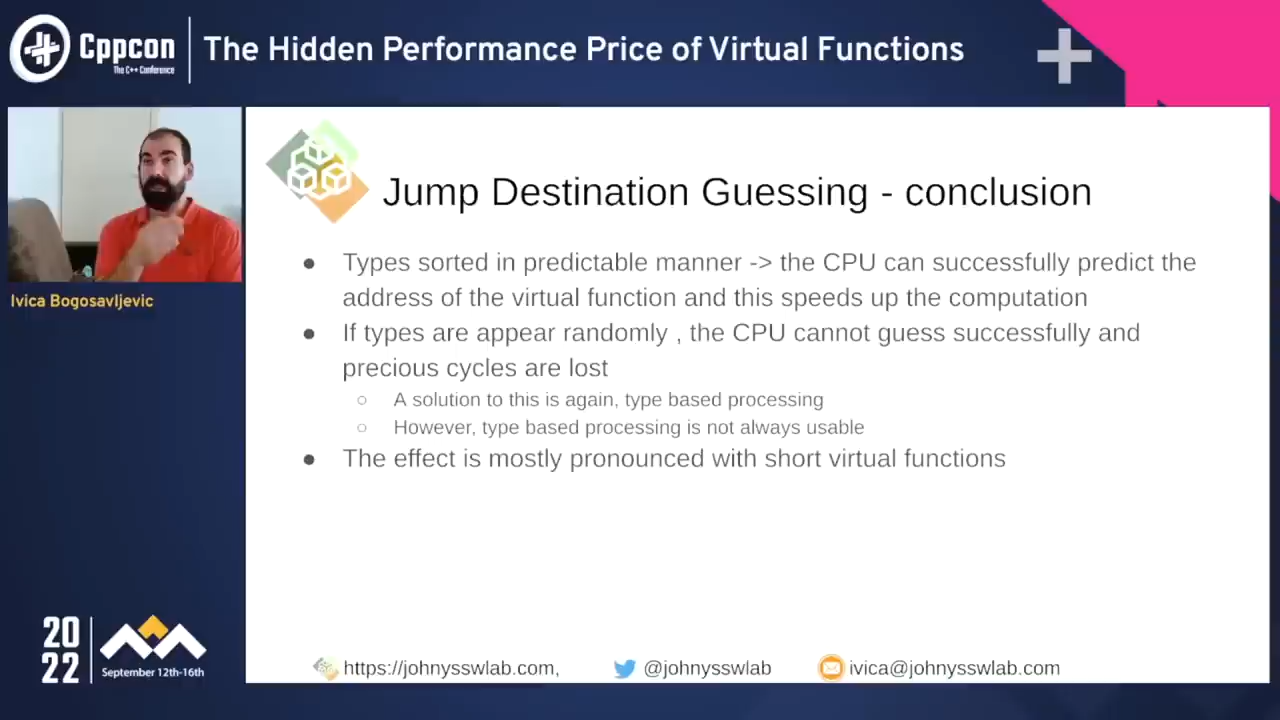 Cppcon
The C++ Conference
The Hidden Performance Price of Virtual Functions
Ivica Bogosavljevic
Jump Destination Guessing - conclusion
● Types sorted in predictable manner -> the CPU can successfully predict the
address of the virtual function and this speeds up the computation
● If types are appear randomly , the CPU cannot guess successfully and
precious cycles are lost
○ A solution to this is again, type based processing
○ However, type based processing is not always usable
● The effect is mostly pronounced with short virtual functions
20
22
September 12th-16th
https://johnysswlab.com,
@johnysswlab
ivica@johnysswlab.com